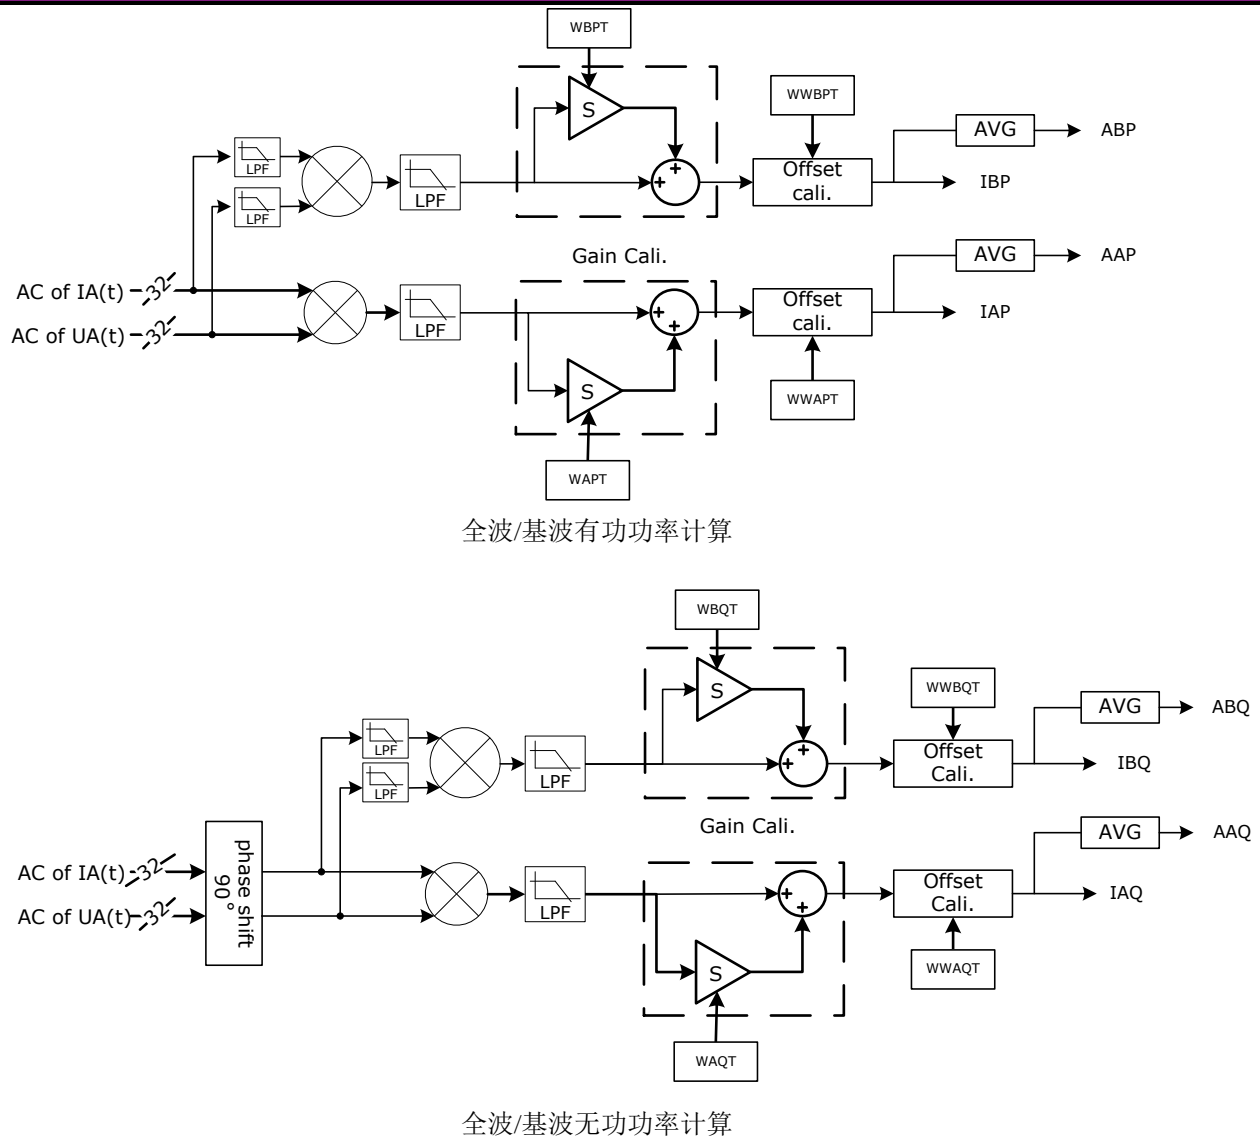 WBPT
S
WWBPT
AVG
ABP
LPF
LPF
LPF
+
+
Offset
cali.
IBP
Gain Cali.
AVG
AAP
AC of IA(t)
32
AC of UA(t)
32
LPF
+
+
Offset
cali.
IAP
S
WWAPT
WAPT
全波/基波有功功率计算
WBQT
S
WWBQT
AVG
ABQ
LPF
LPF
LPF
+
+
Offset
Cali.
IBQ
Gain Cali.
AVG
AAQ
AC of IA(t)
32
AC of UA(t)
32
phase shift
90°
LPF
+
+
Offset
Cali.
IAQ
S
WWAQT
WAQT
全波/基波无功功率计算